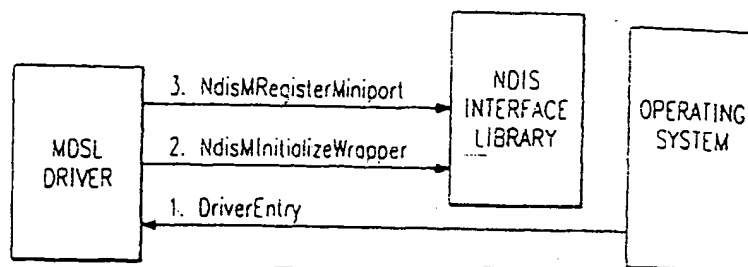 3. NdisMRegisterMiniport
NDIS
INTERFACE
LIBRARY
OPERATING
SYSTEM
MDSL
DRIVER
2. NdisMInitializeWrapper
1. DriverEntry